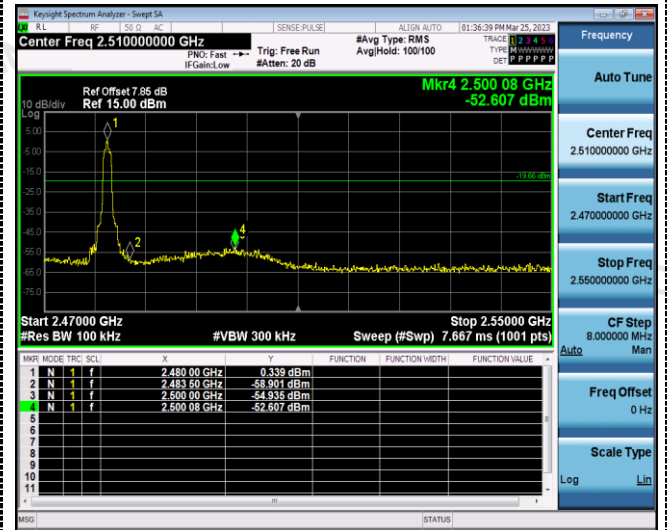 Keysight Spectrum Analyzer - Swept SA
RL RF 50 Ω AC SENSE:PULSE ALIGN AUTO 01:36:39 PM Mar 25, 2023
Center Freq 2.510000000 GHz
PNO: Fast
IFGain:Low
Trig: Free Run
#Atten: 20 dB
#Avg Type: RMS
Avg|Hold: 100/100
TRACE 1 2 3 4 5 6
TYPE M W W W W W
DET P P P P P P
Ref Offset 7.85 dB
Ref 15.00 dBm
10 dB/div
Log
Mkr4 2.500 08 GHz
-52.607 dBm
5.00
-5.00
-15.0
-25.0
-35.0
-45.0
-55.0
-65.0
-75.0
1
2
4
-19.66 dBm
Start 2.47000 GHz
#Res BW 100 kHz
#VBW 300 kHz
Stop 2.55000 GHz
Sweep (#Swp) 7.667 ms (1001 pts)
MKR MODE TRC SCL X Y FUNCTION FUNCTION WIDTH FUNCTION VALUE
1 N 1 f 2.480 00 GHz 0.339 dBm
2 N 1 f 2.483 50 GHz -58.901 dBm
3 N 1 f 2.500 00 GHz -54.935 dBm
4 N 1 f 2.500 08 GHz -52.607 dBm
5
6
7
8
9
10
11
MSG STATUS
Frequency
Auto Tune
Center Freq
2.510000000 GHz
Start Freq
2.470000000 GHz
Stop Freq
2.550000000 GHz
CF Step
8.000000 MHz
Auto Man
Freq Offset
0 Hz
Scale Type
Log Lin